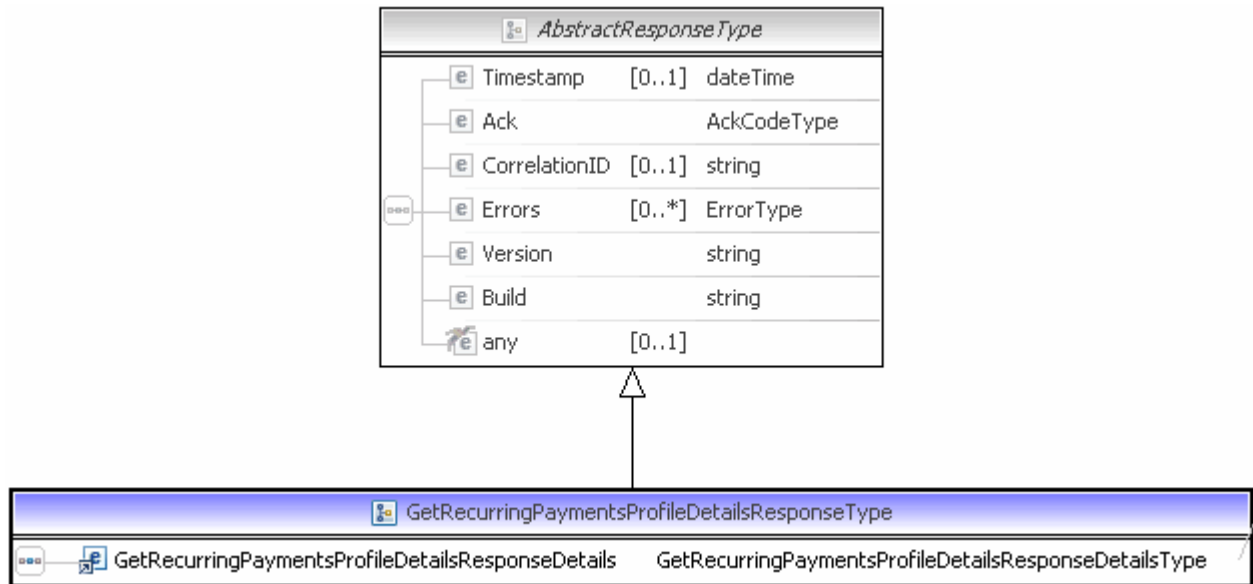 AbstractResponseType
e Timestamp [0..1] dateTime
e Ack AckCodeType
e CorrelationID [0..1] string
e Errors [0..*] ErrorType
e Version string
e Build string
e any [0..1]
GetRecurringPaymentsProfileDetailsResponseType
e GetRecurringPaymentsProfileDetailsResponseDetails GetRecurringPaymentsProfileDetailsResponseDetailsType